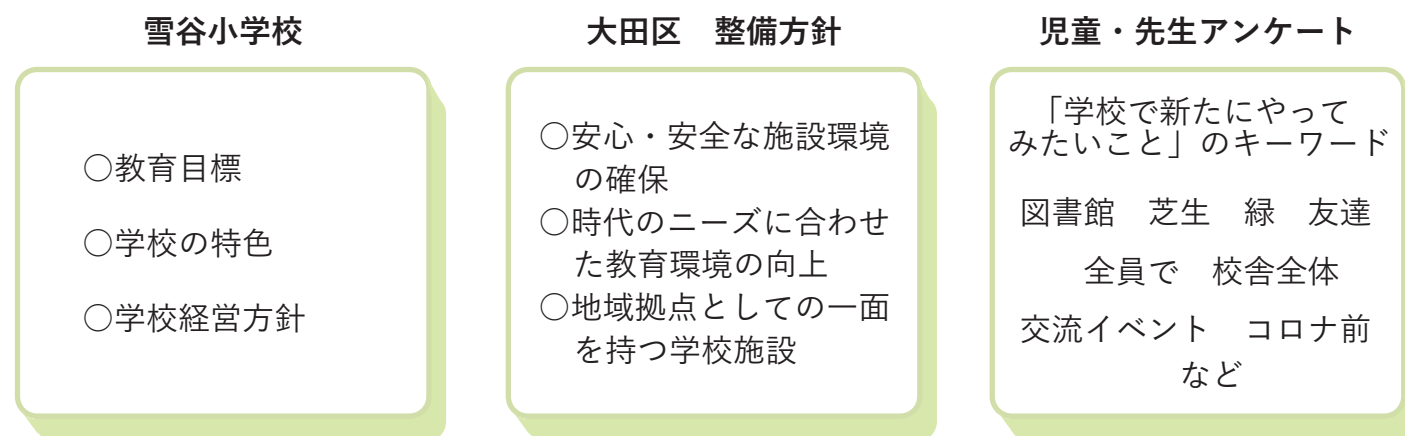 雪谷小学校
○教育目標
○学校の特色
○学校経営方針
大田区　整備方針
○安心・安全な施設環境
の確保
○時代のニーズに合わせ
た教育環境の向上
○地域拠点としての一面
を持つ学校施設
児童・先生アンケート
「学校で新たにやって
みたいこと」のキーワード
図書館　芝生　緑　友達
全員で　校舎全体
交流イベント　コロナ前
など